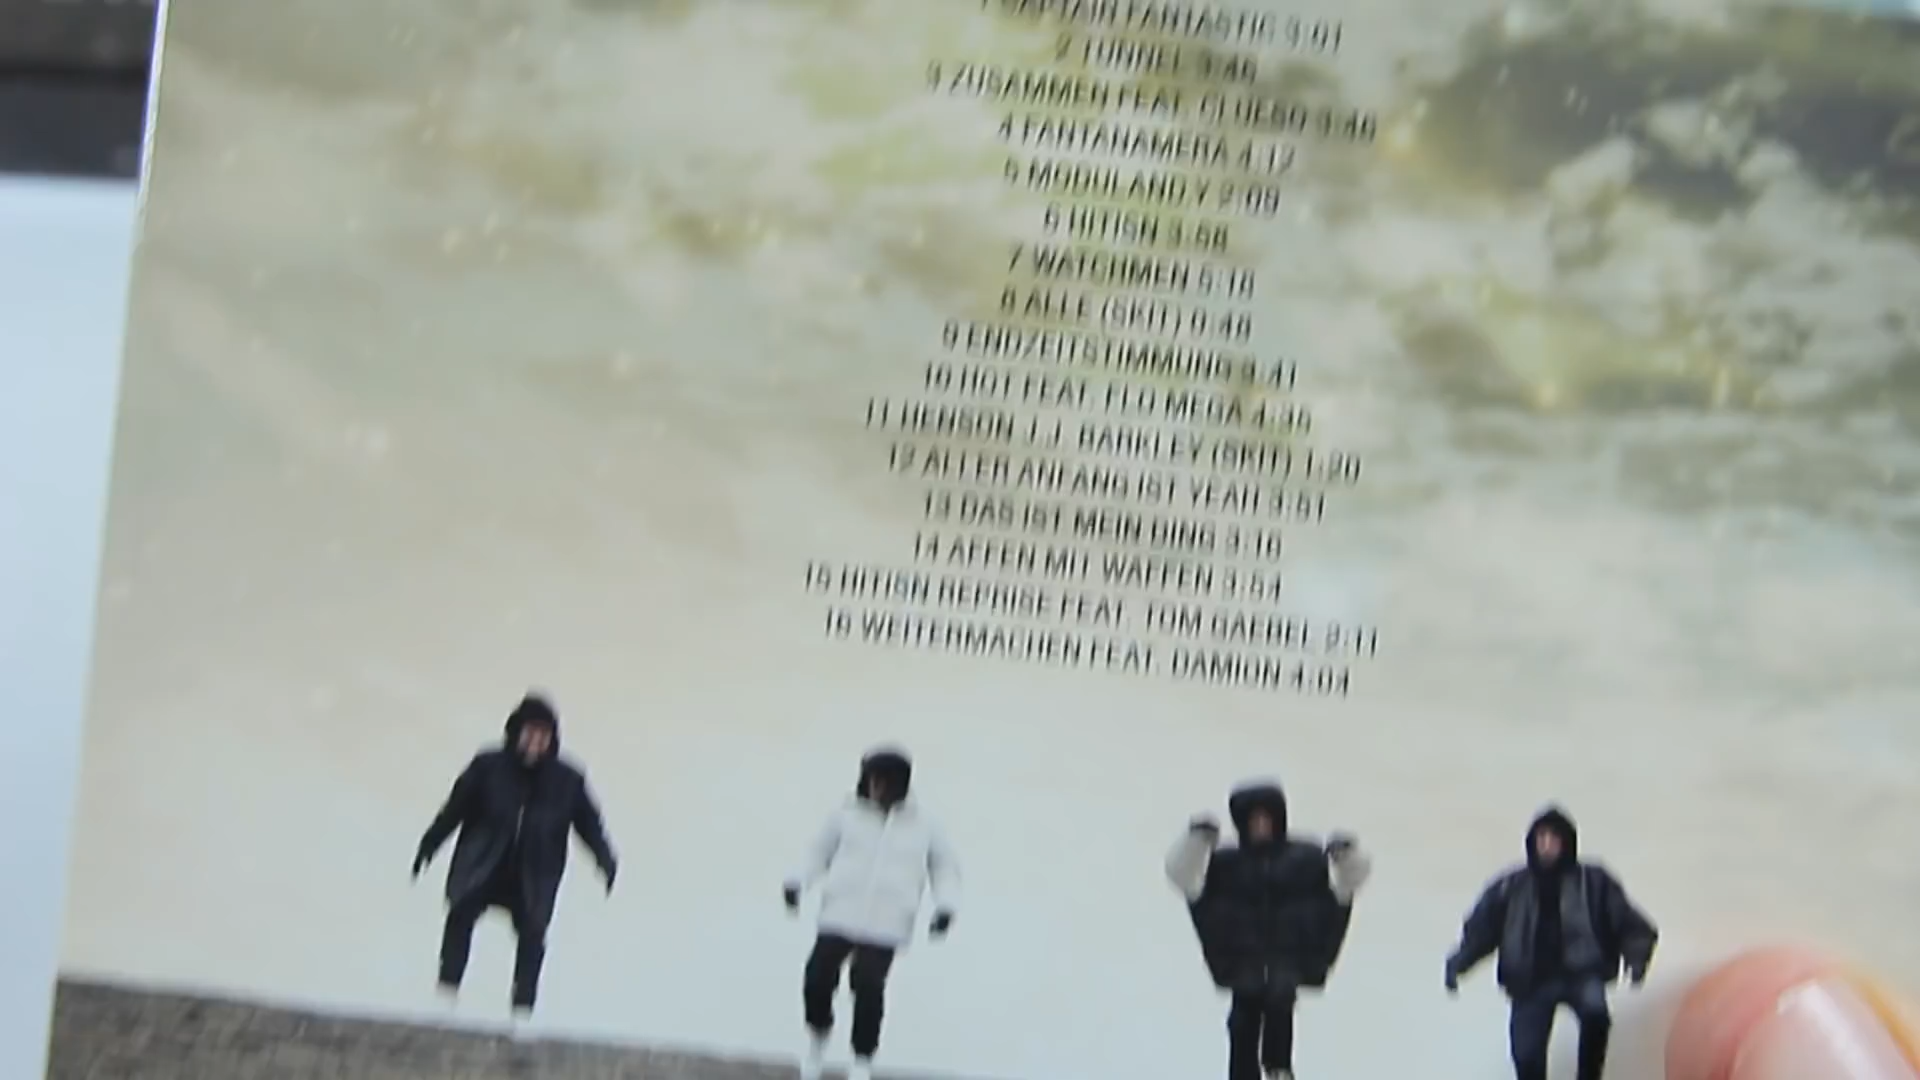 1 CAPTAIN FANTASTIC 3:01
2 TUNNEL 3:46
3 ZUSAMMEN FEAT. CLUESO 3:46
4 FANTANAMERA 4:12
5 MODULAND.Y 2:09
6 HITISN 3:58
7 WATCHMEN 5:18
8 ALLE (SKIT) 0:48
9 ENDZEITSTIMMUNG 3:41
10 HOT FEAT. FLO MEGA 4:30
11 HENSON J.J. BARKLEY (SKIT) 1:20
12 ALLER ANFANG IST YEAH 3:51
13 DAS IST MEIN DING 3:16
14 AFFEN MIT WAFFEN 3:54
15 HITISN REPRISE FEAT. TOM GAEBEL 2:11
16 WEITERMACHEN FEAT. DAMION 4:04